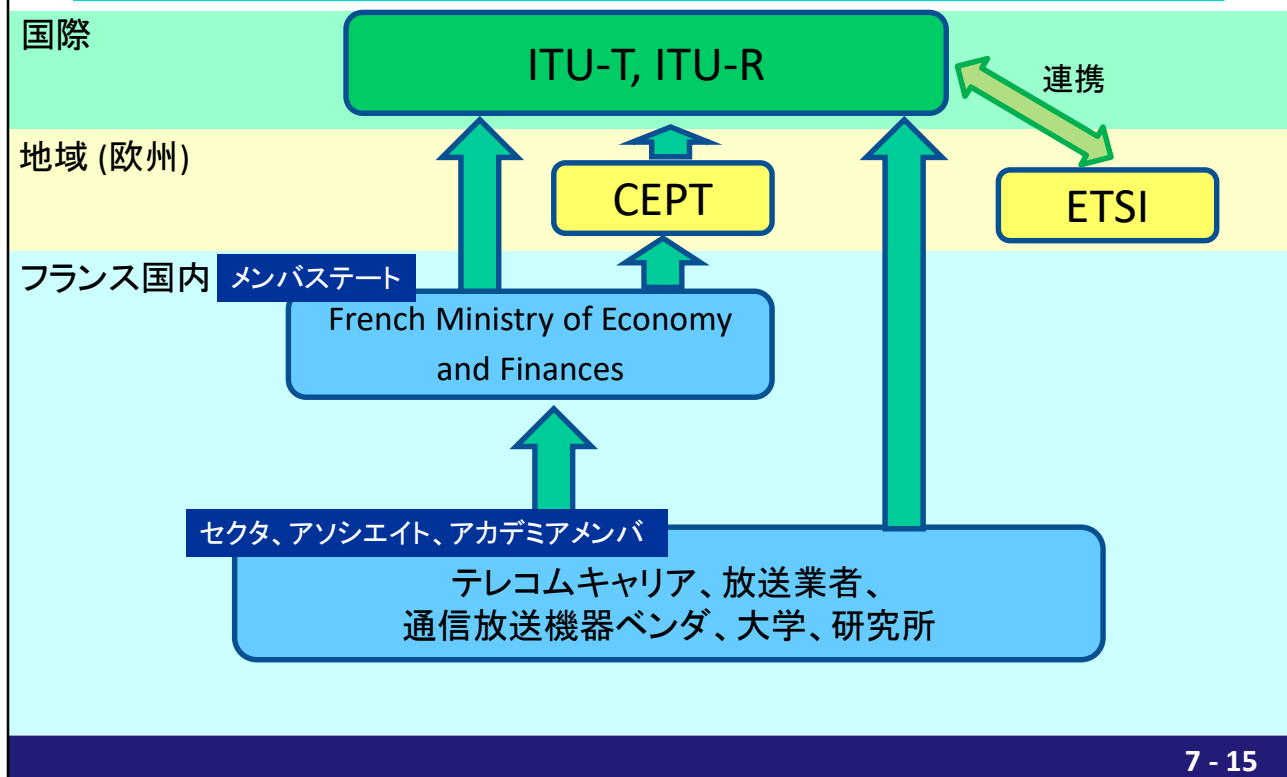 国際
ITU-T, ITU-R
連携
地域 (欧州)
CEPT
ETSI
フランス国内
メンバステート
French Ministry of Economy
and Finances
セクタ、アソシエイト、アカデミアメンバ
テレコムキャリア、放送業者、
通信放送機器ベンダ、大学、研究所
7 - 15